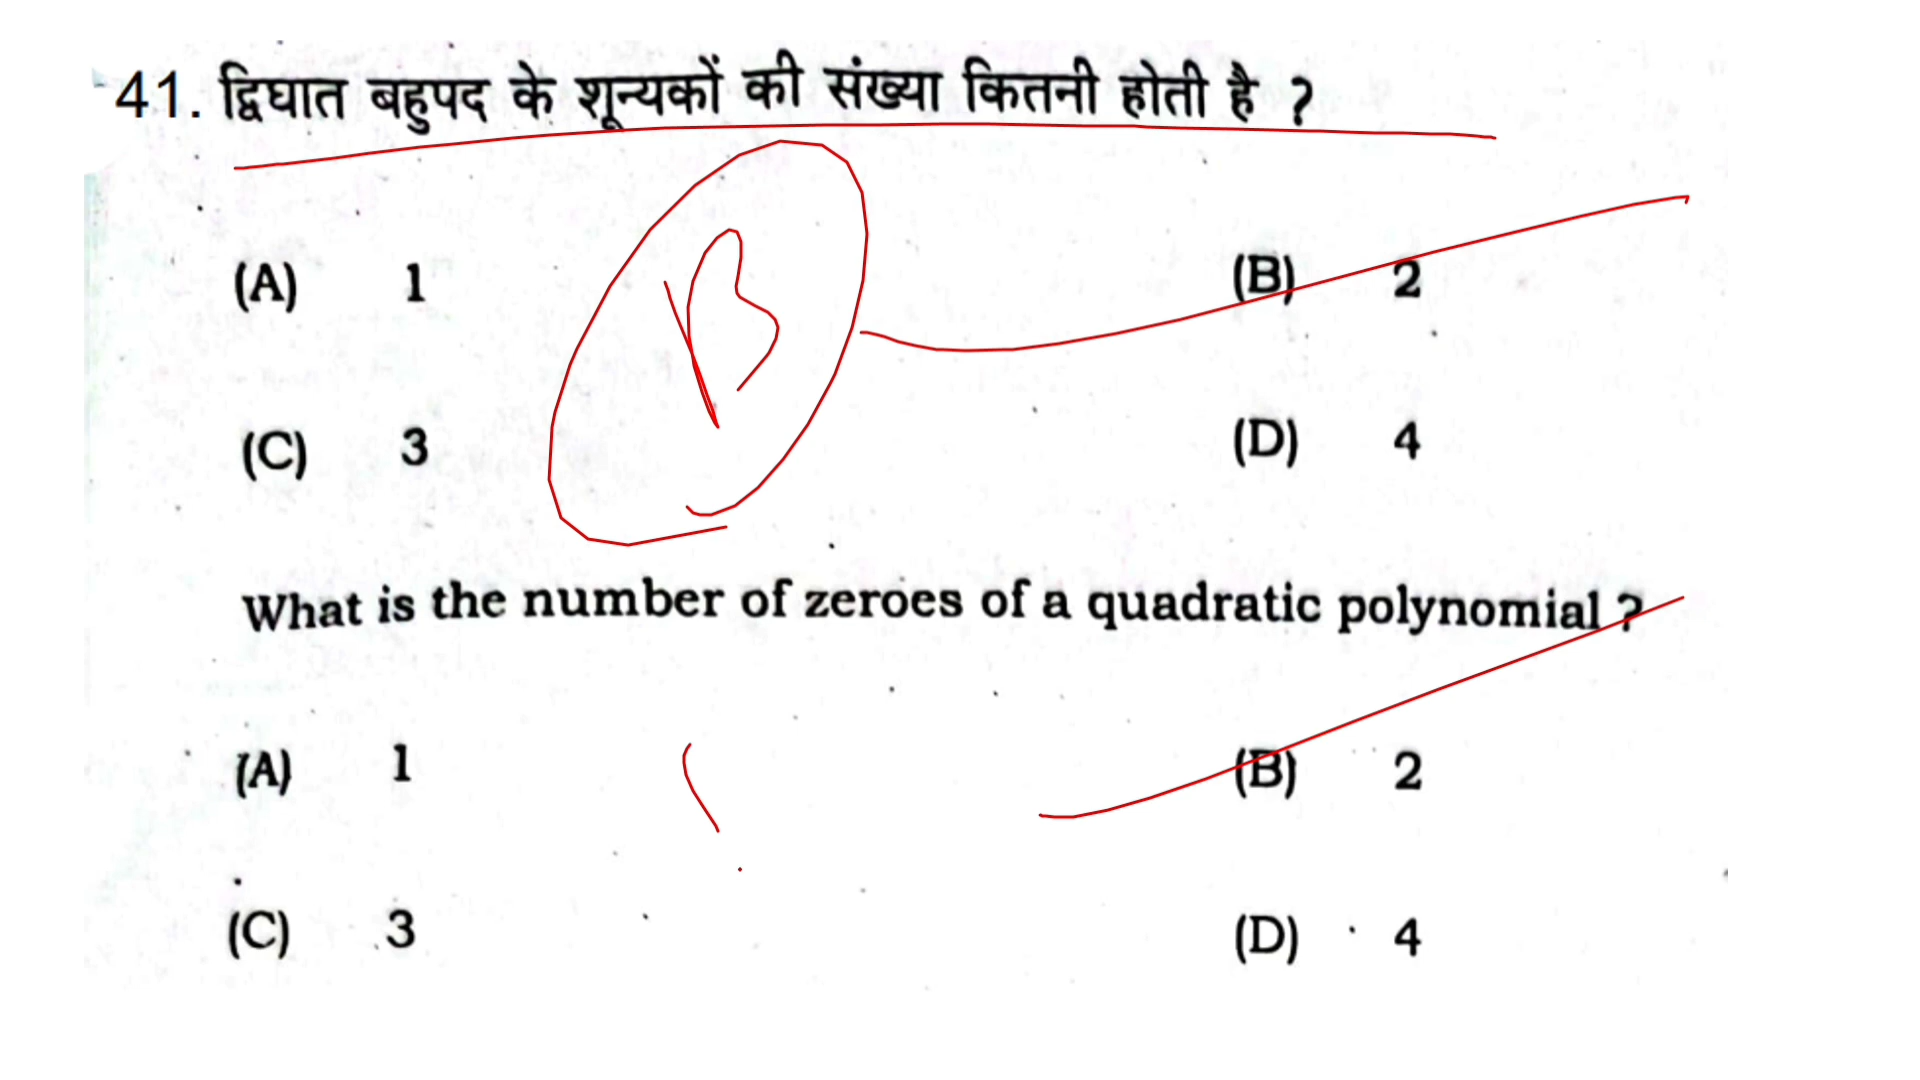 41. द्विघात बहुपद के शून्यकों की संख्या कितनी होती है ?
(A) 1 (B) 2
B
(C) 3 (D) 4
What is the number of zeroes of a quadratic polynomial ?
(A) 1 (B) 2
(C) 3 (D) 4